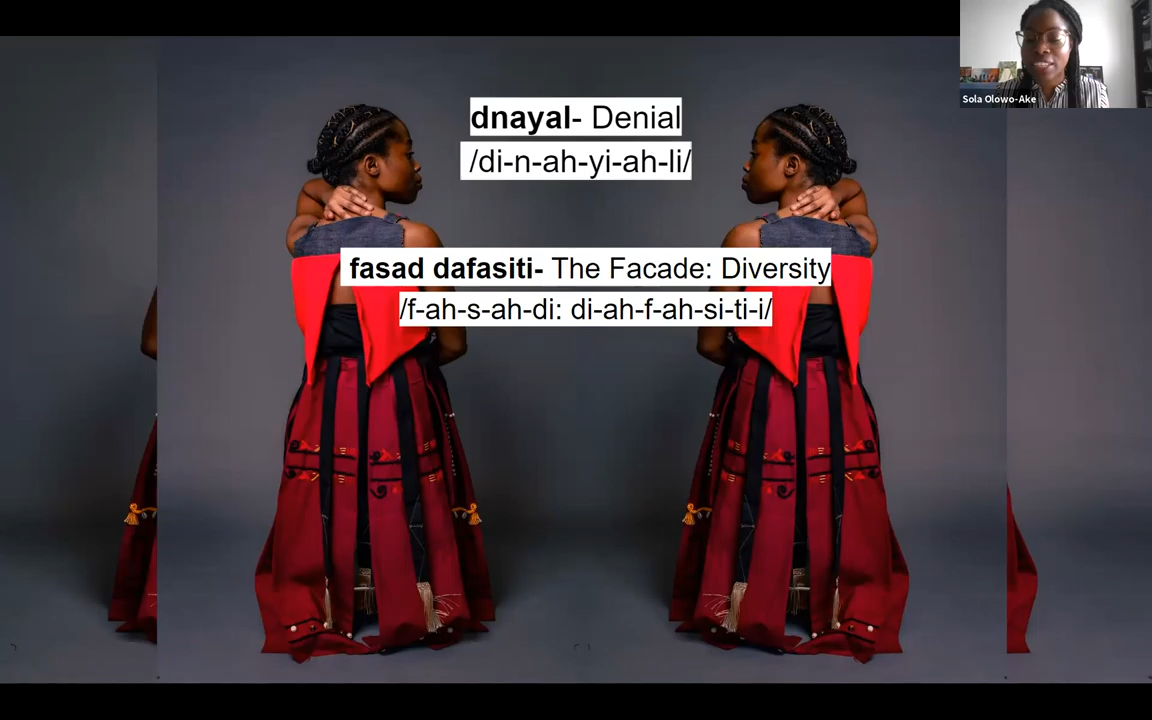 dnayal- Denial
/di-n-ah-yi-ah-li/
fasad dafasiti- The Facade: Diversity
/f-ah-s-ah-di: di-ah-f-ah-si-ti-i/
Sola Olowo-Ake